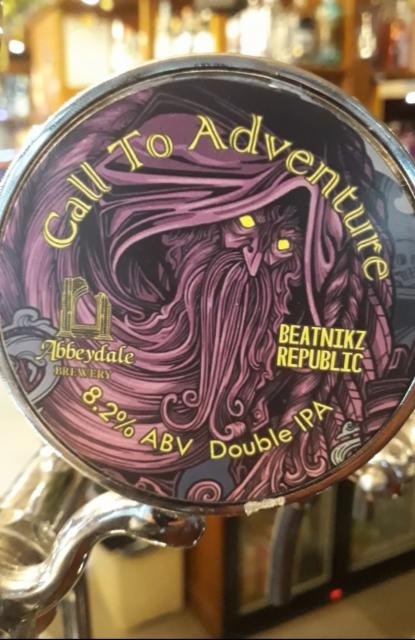 Call To Adventure
Abbeydale
BREWERY
BEATNIKZ
REPUBLIC
8.2% ABV Double IPA